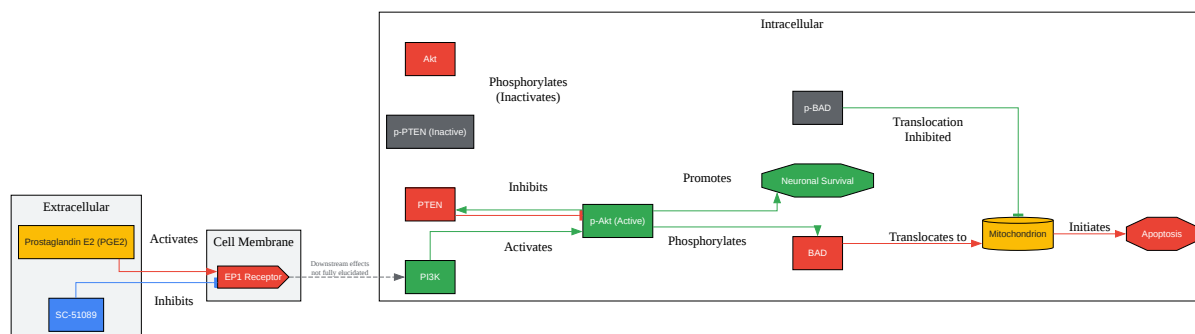 Intracellular
Akt
Phosphorylates
(Inactivates)
p-PTEN (Inactive)
p-BAD
Translocation
Inhibited
Neuronal Survival
Promotes
Inhibits
PTEN
p-Akt (Active)
Extracellular
Prostaglandin E2 (PGE2)
Activates
Cell Membrane
EP1 Receptor
Downstream effects
not fully elucidated
PI3K
Activates
Phosphorylates
BAD
Translocates to
Mitochondrion
Initiates
Apoptosis
SC-51089
Inhibits